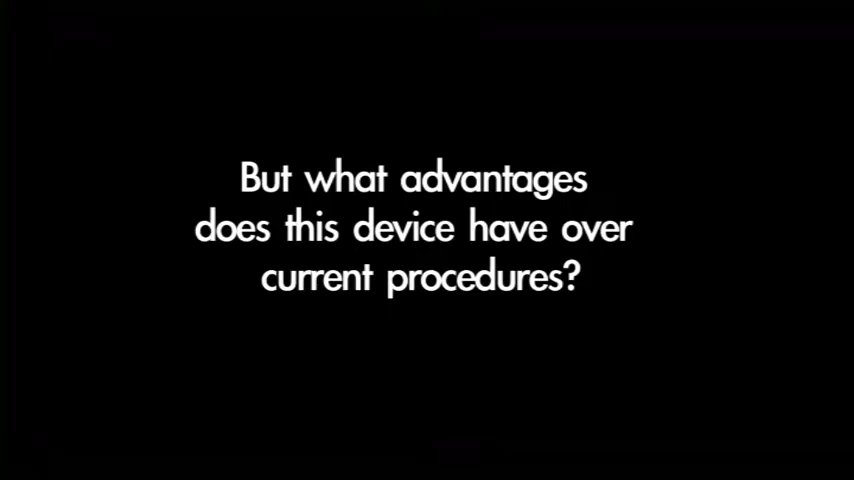 But what advantages
does this device have over
current procedures?